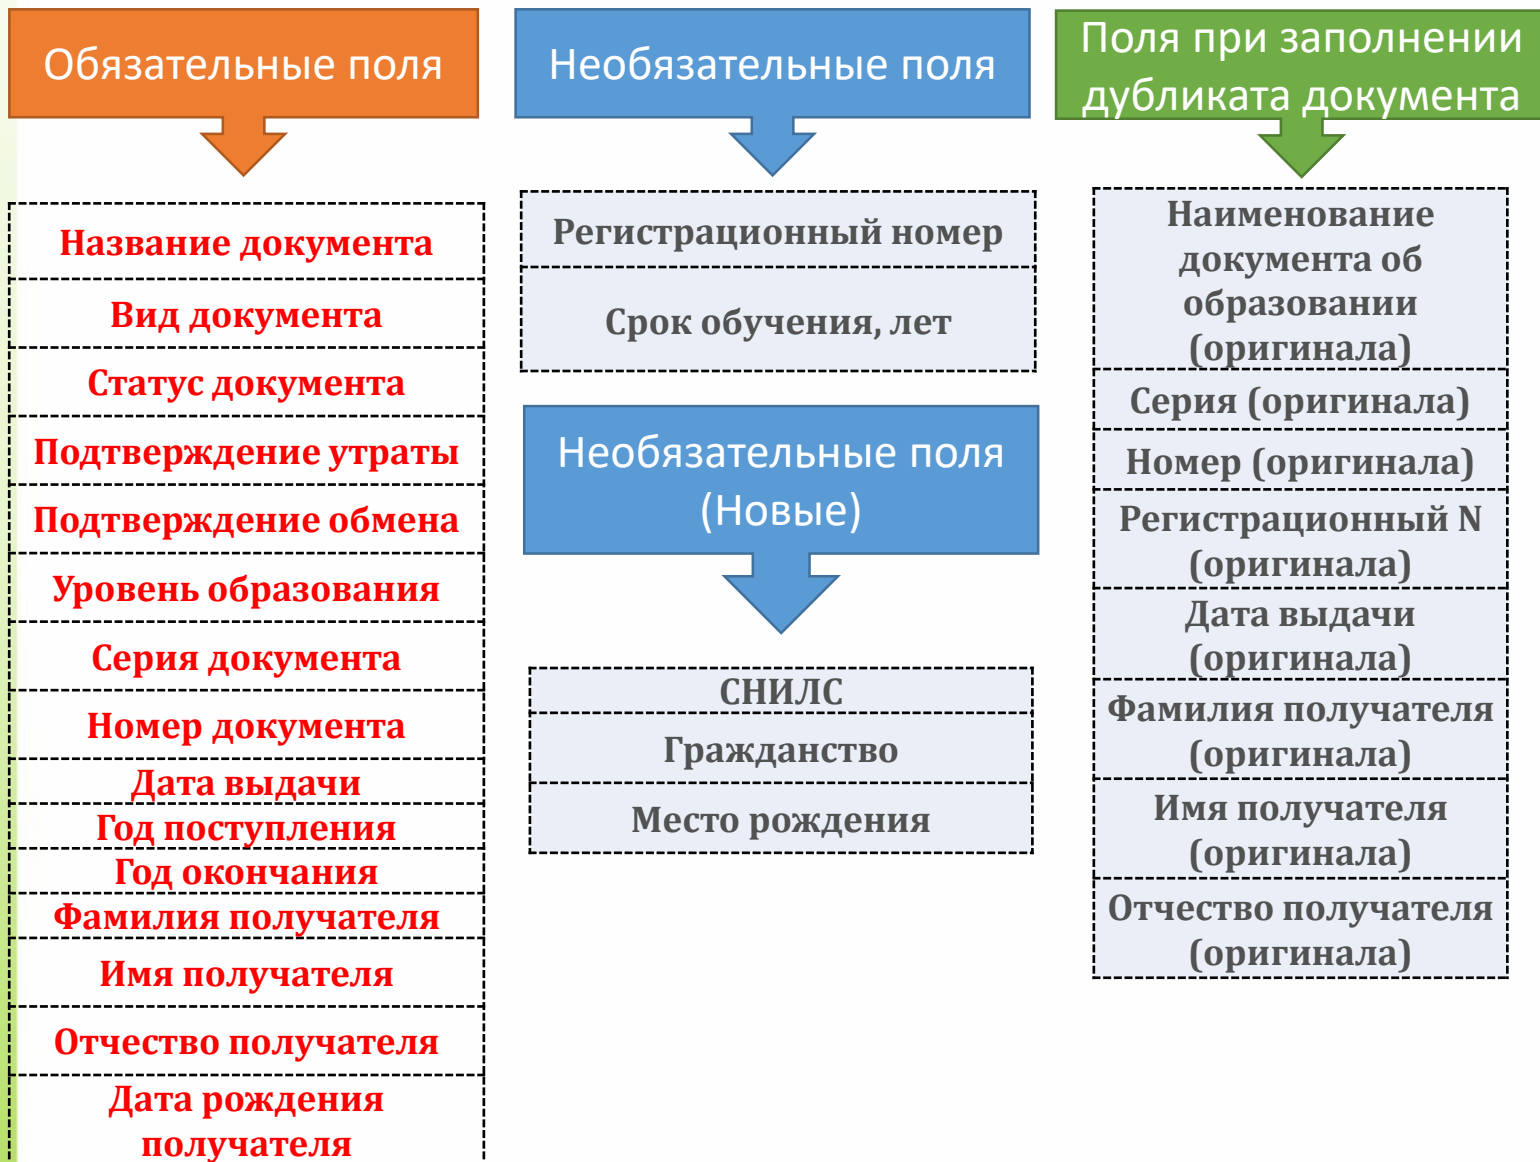 Обязательные поля
Название документа
Вид документа
Статус документа
Подтверждение утраты
Подтверждение обмена
Уровень образования
Серия документа
Номер документа
Дата выдачи
Год поступления
Год окончания
Фамилия получателя
Имя получателя
Отчество получателя
Дата рождения
получателя
Необязательные поля
Регистрационный номер
Срок обучения, лет
Необязательные поля
(Новые)
СНИЛС
Гражданство
Место рождения
Поля при заполнении
дубликата документа
Наименование
документа об
образовании
(оригинала)
Серия (оригинала)
Номер (оригинала)
Регистрационный N
(оригинала)
Дата выдачи
(оригинала)
Фамилия получателя
(оригинала)
Имя получателя
(оригинала)
Отчество получателя
(оригинала)